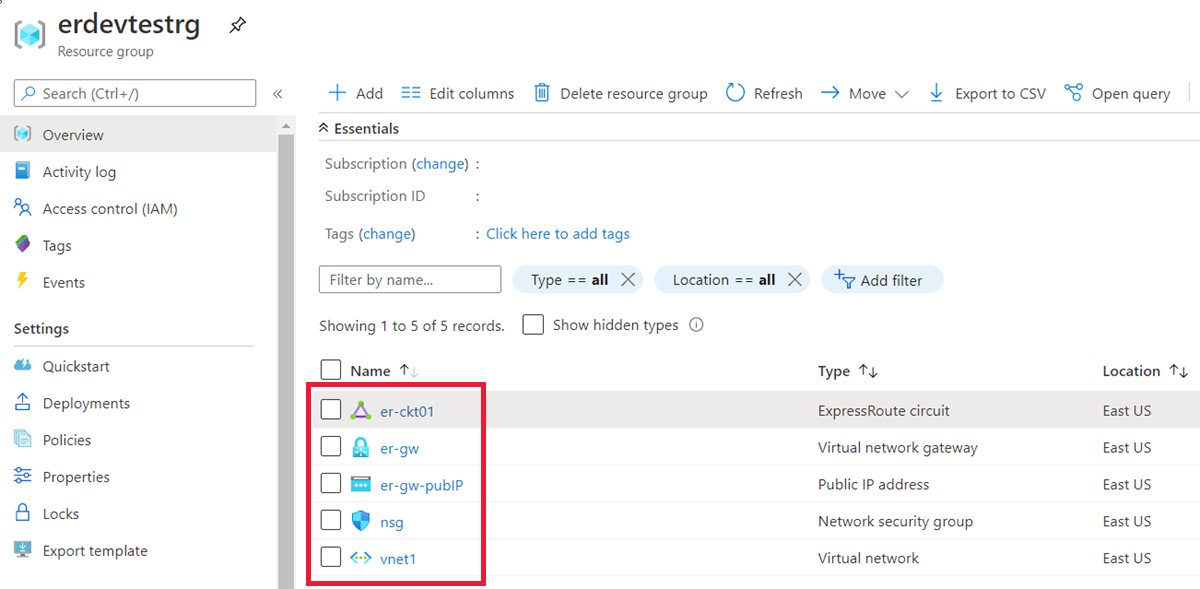 erdevtestrg
Resource group
Search (Ctrl+/)
«
Overview
Activity log
Access control (IAM)
Tags
Events
Settings
Quickstart
Deployments
Policies
Properties
Locks
Export template
Add Edit columns Delete resource group Refresh Move Export to CSV Open query
Essentials
Subscription (change) :
Subscription ID :
Tags (change) : Click here to add tags
Filter by name... Type == all Location == all Add filter
Showing 1 to 5 of 5 records. Show hidden types
Name ↑↓ Type ↑↓ Location ↑↓
er-ckt01 ExpressRoute circuit East US
er-gw Virtual network gateway East US
er-gw-pubIP Public IP address East US
nsg Network security group East US
vnet1 Virtual network East US